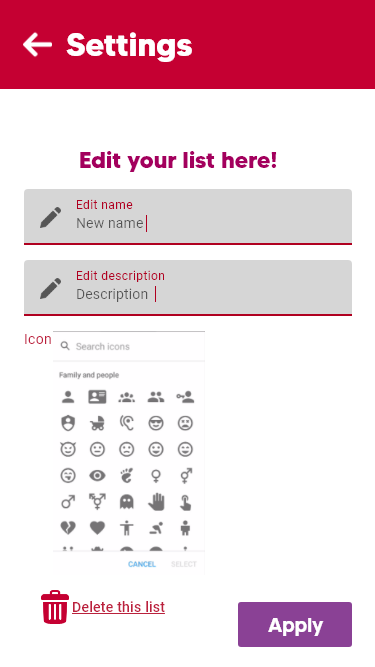 Settings
Edit your list here!
Edit name
New name
Edit description
Description
Icon
Search icons
Family and people
CANCEL SELECT
Delete this list
Apply